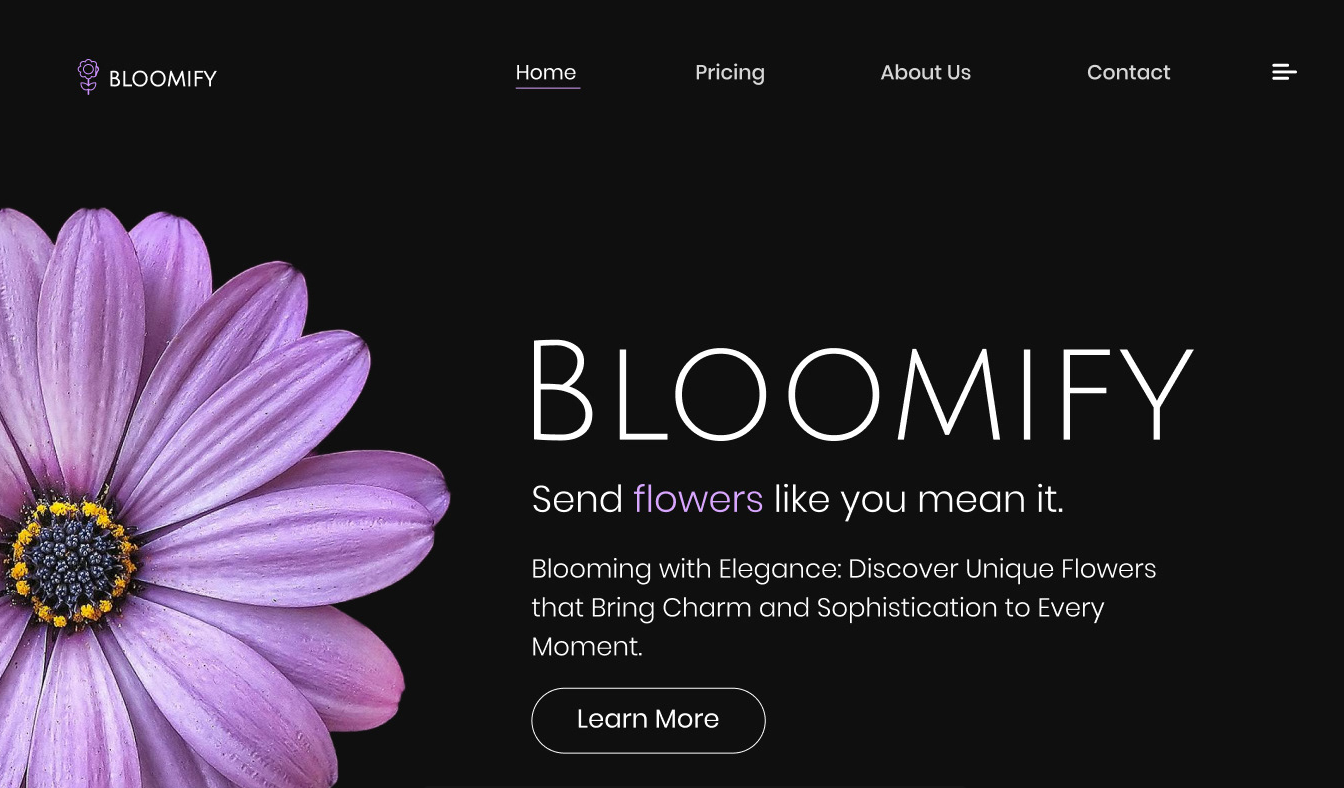 BLOOMIFY
Home Pricing About Us Contact
BLOOMIFY
Send flowers like you mean it.
Blooming with Elegance: Discover Unique Flowers
that Bring Charm and Sophistication to Every
Moment.
Learn More